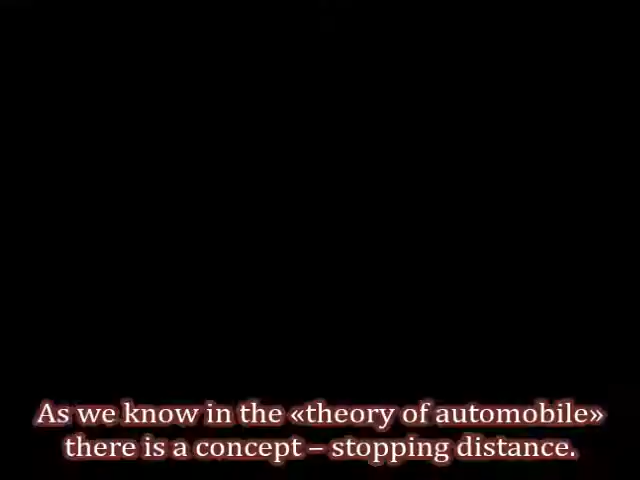 As we know in the «theory of automobile»
there is a concept – stopping distance.